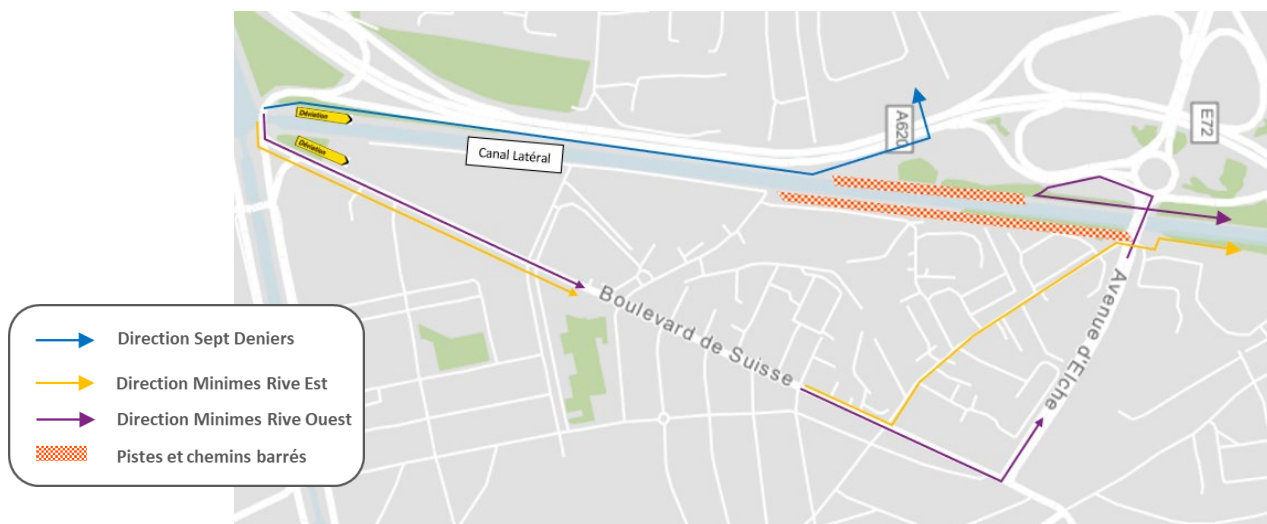 Déviation
Déviation
Canal Latéral
A620
E72
Boulevard de Suisse
Avenue d'Elche
Direction Sept Deniers
Direction Minimes Rive Est
Direction Minimes Rive Ouest
Pistes et chemins barrés